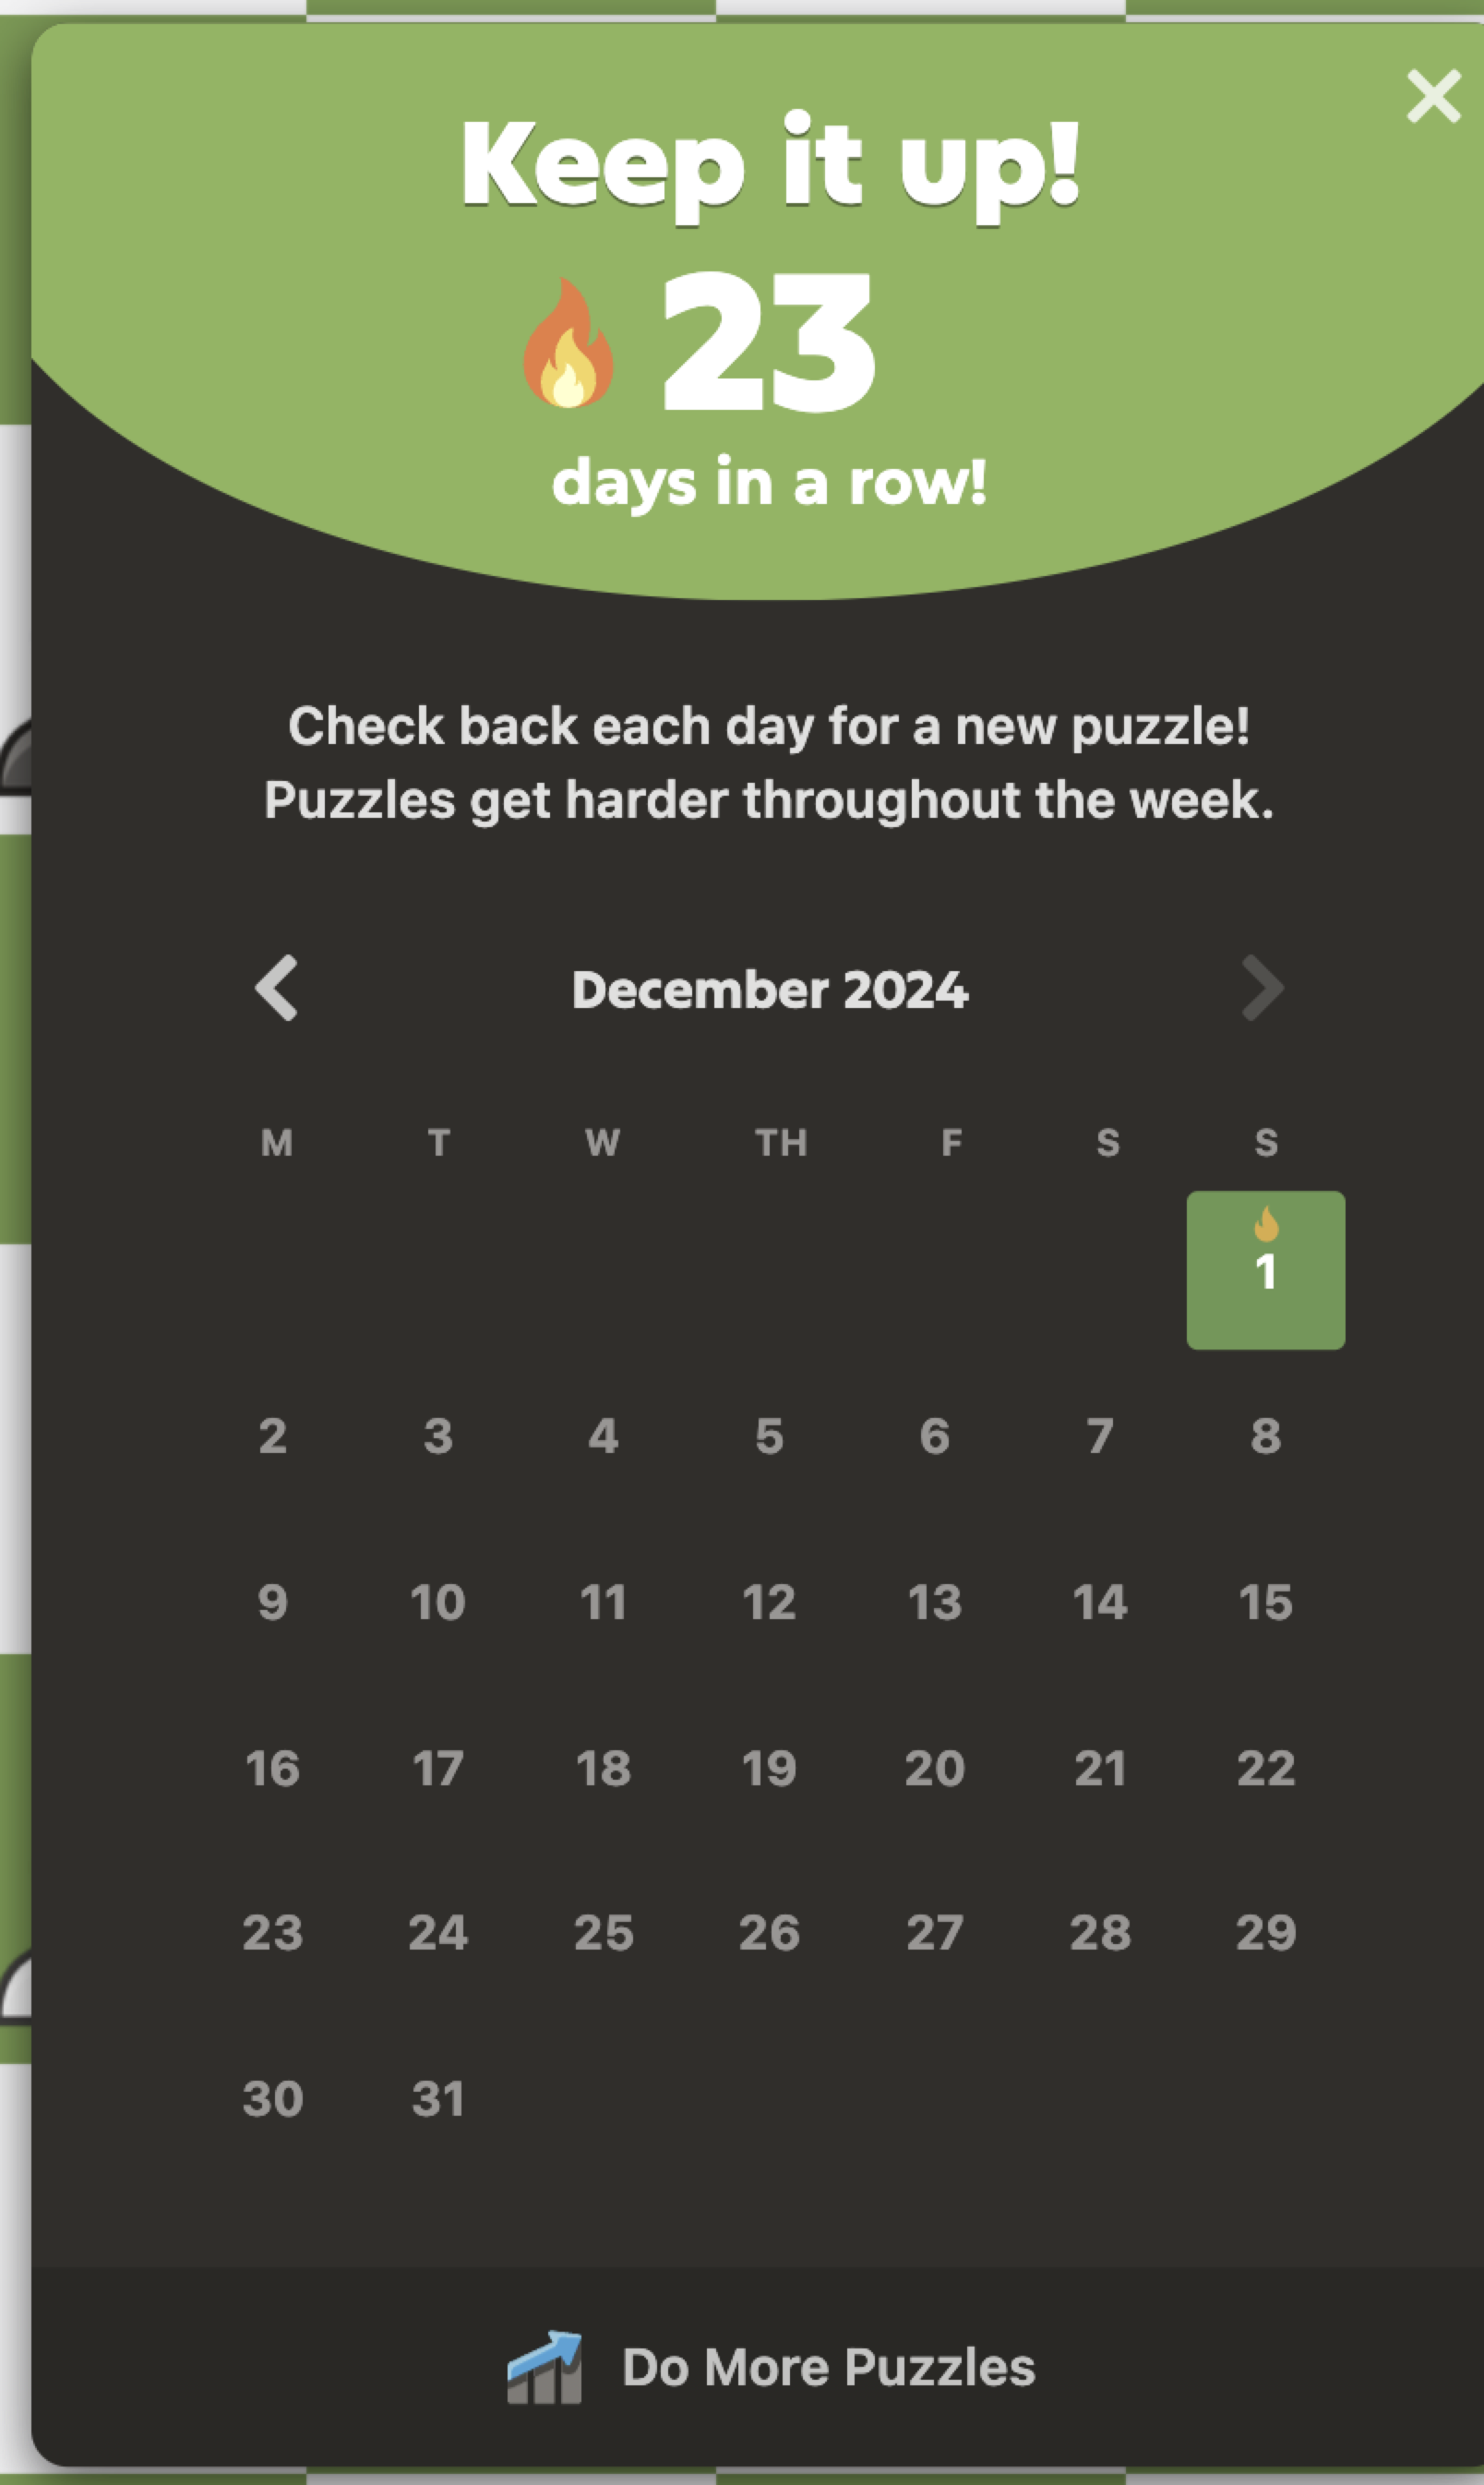 Keep it up!
23
days in a row!
Check back each day for a new puzzle!
Puzzles get harder throughout the week.
December 2024
M T W TH F S S
1
2 3 4 5 6 7 8
9 10 11 12 13 14 15
16 17 18 19 20 21 22
23 24 25 26 27 28 29
30 31
Do More Puzzles